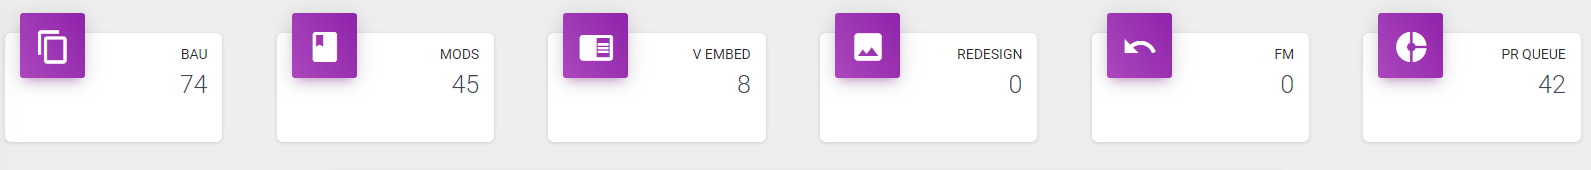 BAU
74
MODS
45
V EMBED
8
REDESIGN
0
FM
0
PR QUEUE
42